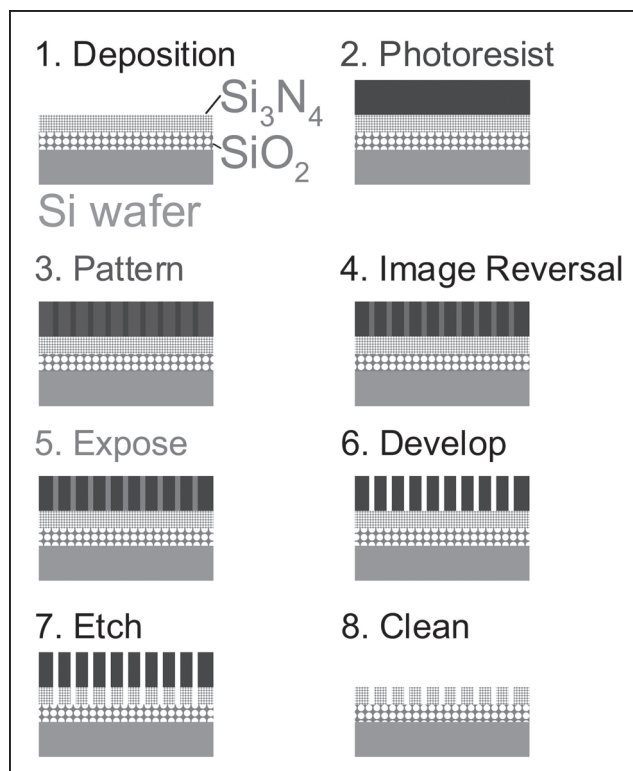 1. Deposition
2. Photoresist
Si₃N₄
SiO₂
Si wafer
3. Pattern
4. Image Reversal
5. Expose
6. Develop
7. Etch
8. Clean